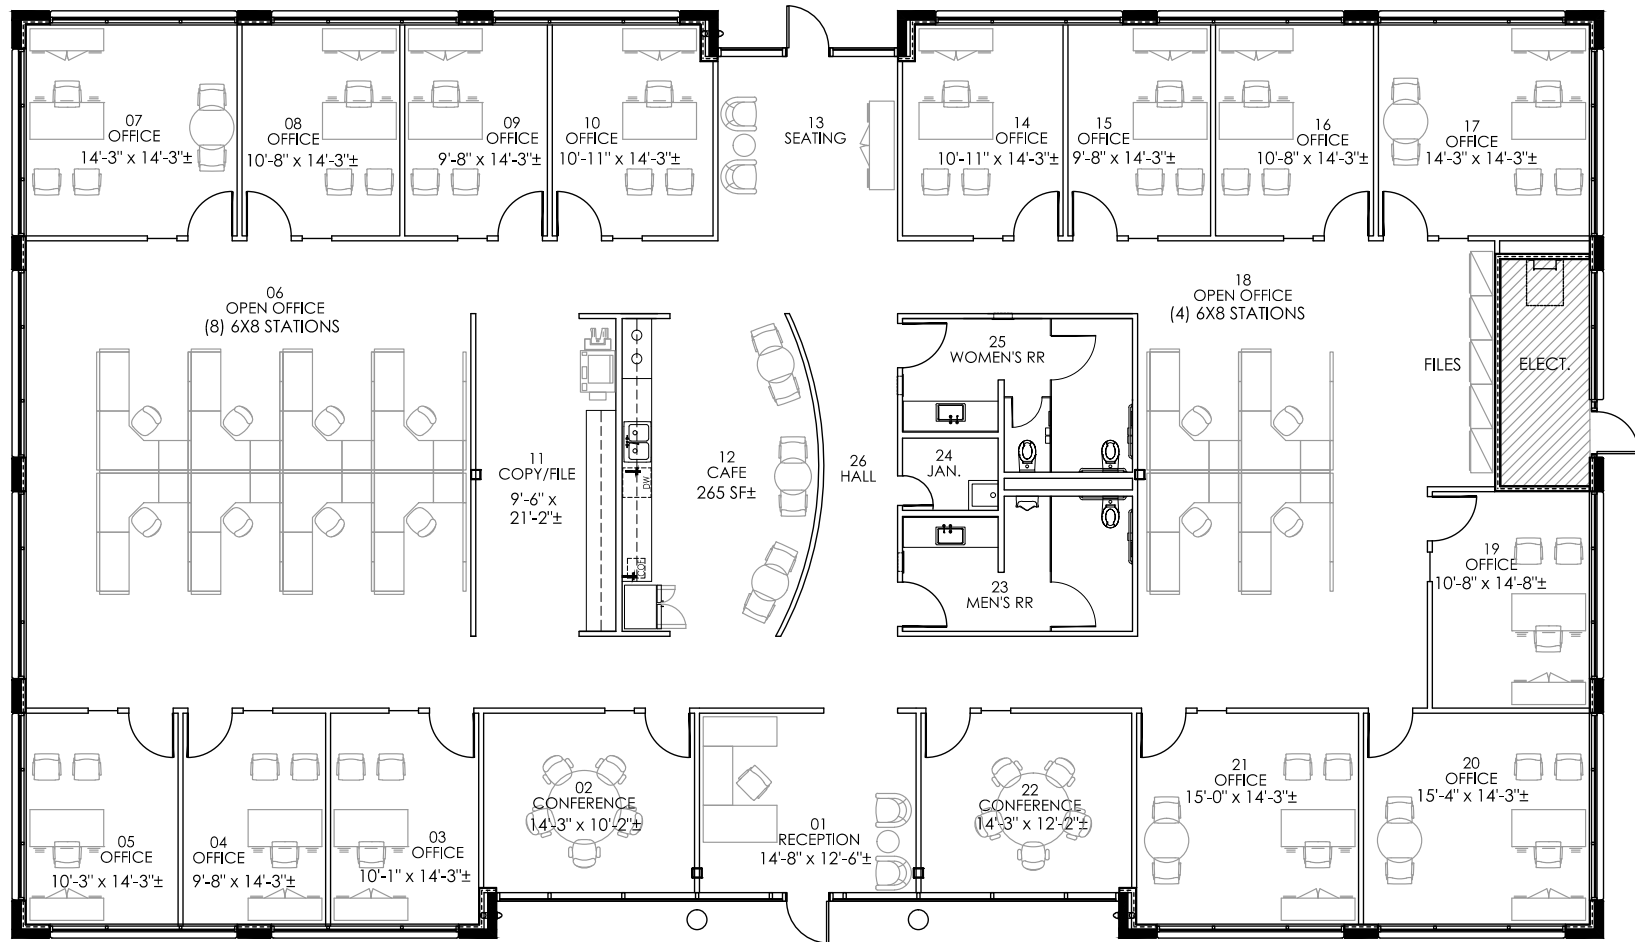 07
OFFICE
14'-3" x 14'-3"±
08
OFFICE
10'-8" x 14'-3"±
09
OFFICE
9'-8" x 14'-3"±
10
OFFICE
10'-11" x 14'-3"±
13
SEATING
14
OFFICE
10'-11" x 14'-3"±
15
OFFICE
9'-8" x 14'-3"±
16
OFFICE
10'-8" x 14'-3"±
17
OFFICE
14'-3" x 14'-3"±
06
OPEN OFFICE
(8) 6X8 STATIONS
18
OPEN OFFICE
(4) 6X8 STATIONS
25
WOMEN'S RR
FILES
ELECT.
11
COPY/FILE
9'-6" x
21'-2"±
DW
12
CAFE
265 SF±
26
HALL
24
JAN.
COF
23
MEN'S RR
19
OFFICE
10'-8" x 14'-8"±
05
OFFICE
10'-3" x 14'-3"±
04
OFFICE
9'-8" x 14'-3"±
03
OFFICE
10'-1" x 14'-3"±
02
CONFERENCE
14'-3" x 10'-2"±
01
RECEPTION
14'-8" x 12'-6"±
22
CONFERENCE
14'-3" x 12'-2"±
21
OFFICE
15'-0" x 14'-3"±
20
OFFICE
15'-4" x 14'-3"±